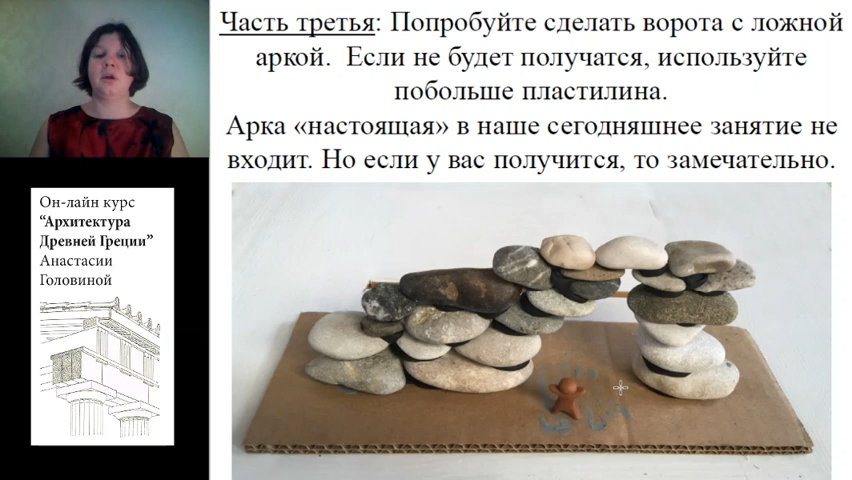 Часть третья: Попробуйте сделать ворота с ложной
аркой. Если не будет получатся, используйте
побольше пластилина.
Арка «настоящая» в наше сегодняшнее занятие не
входит. Но если у вас получится, то замечательно.
Он-лайн курс
“Архитектура
Древней Греции”
Анастасии
Головиной